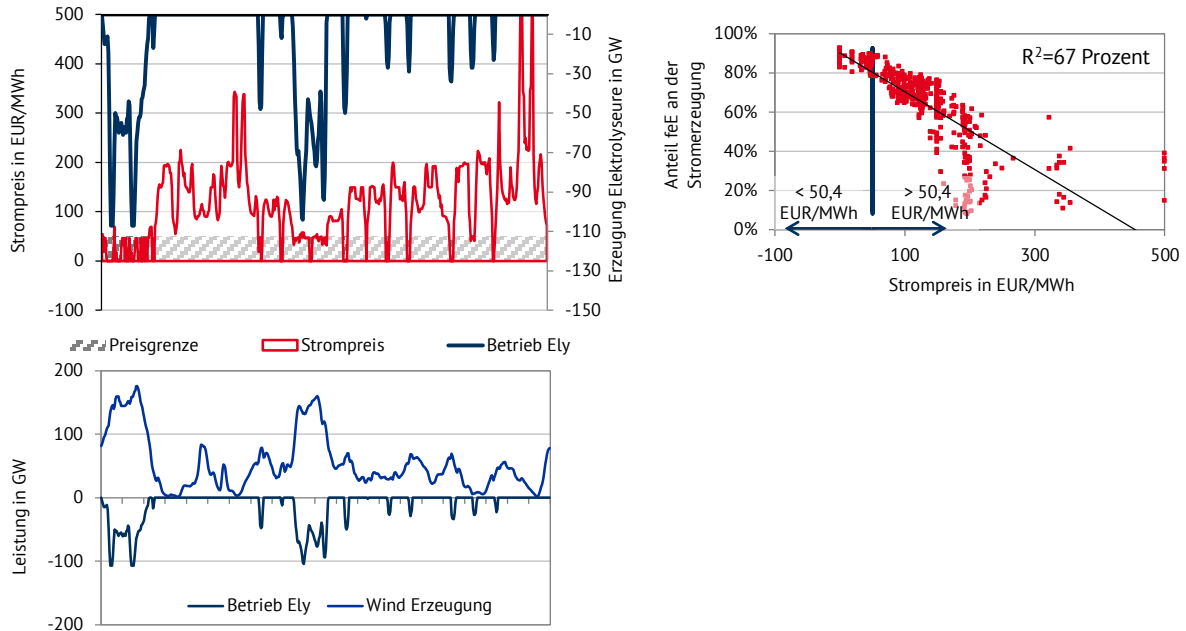 Strompreis in EUR/MWh
500
400
300
200
100
0
-100
-10
-30
-50
-70
-90
-110
-130
-150
Erzeugung Elektrolyseure in GW
Preisgrenze
Strompreis
Betrieb Ely
Anteil feE an der
Stromerzeugung
100%
80%
60%
40%
20%
0%
R²=67 Prozent
< 50,4
EUR/MWh
> 50,4
EUR/MWh
-100
100
300
500
Strompreis in EUR/MWh
Leistung in GW
200
100
0
-100
-200
Betrieb Ely
Wind Erzeugung